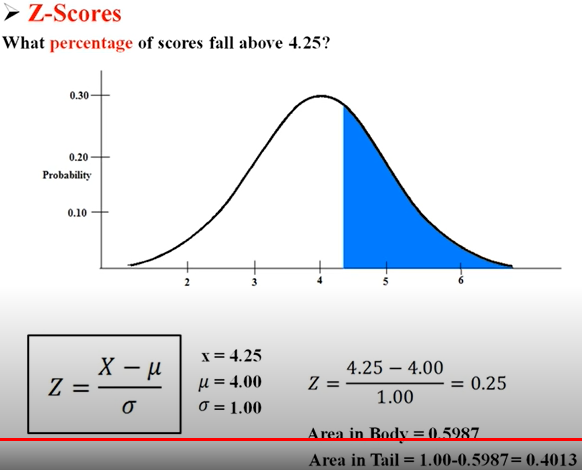 ➤ Z-Scores
What percentage of scores fall above 4.25?
0.30
0.20
Probability
0.10
2 3 4 5 6
Z = (X − μ) / σ
x = 4.25
μ = 4.00
σ = 1.00
Z = (4.25 − 4.00) / 1.00 = 0.25
Area in Body = 0.5987
Area in Tail = 1.00-0.5987= 0.4013